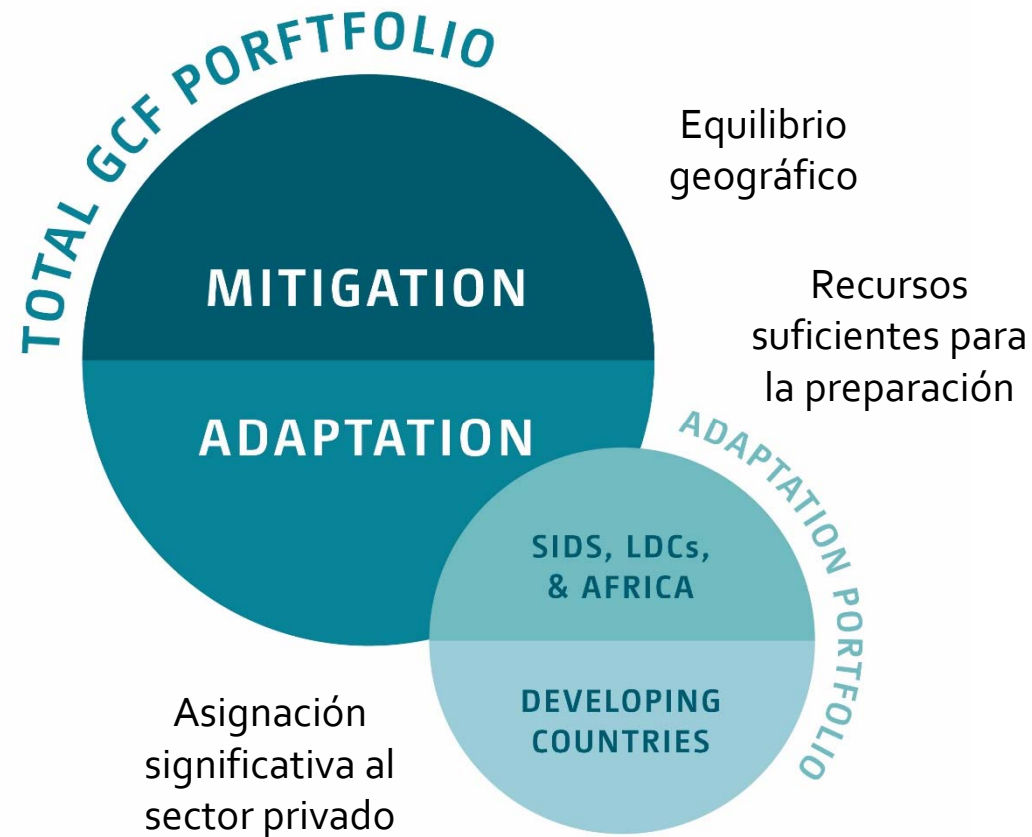 TOTAL GCF PORFTFOLIO
Equilibrio
geográfico
MITIGATION
Recursos
suficientes para
la preparación
ADAPTATION
ADAPTATION PORTFOLIO
SIDS, LDCs,
& AFRICA
DEVELOPING
COUNTRIES
Asignación
significativa al
sector privado